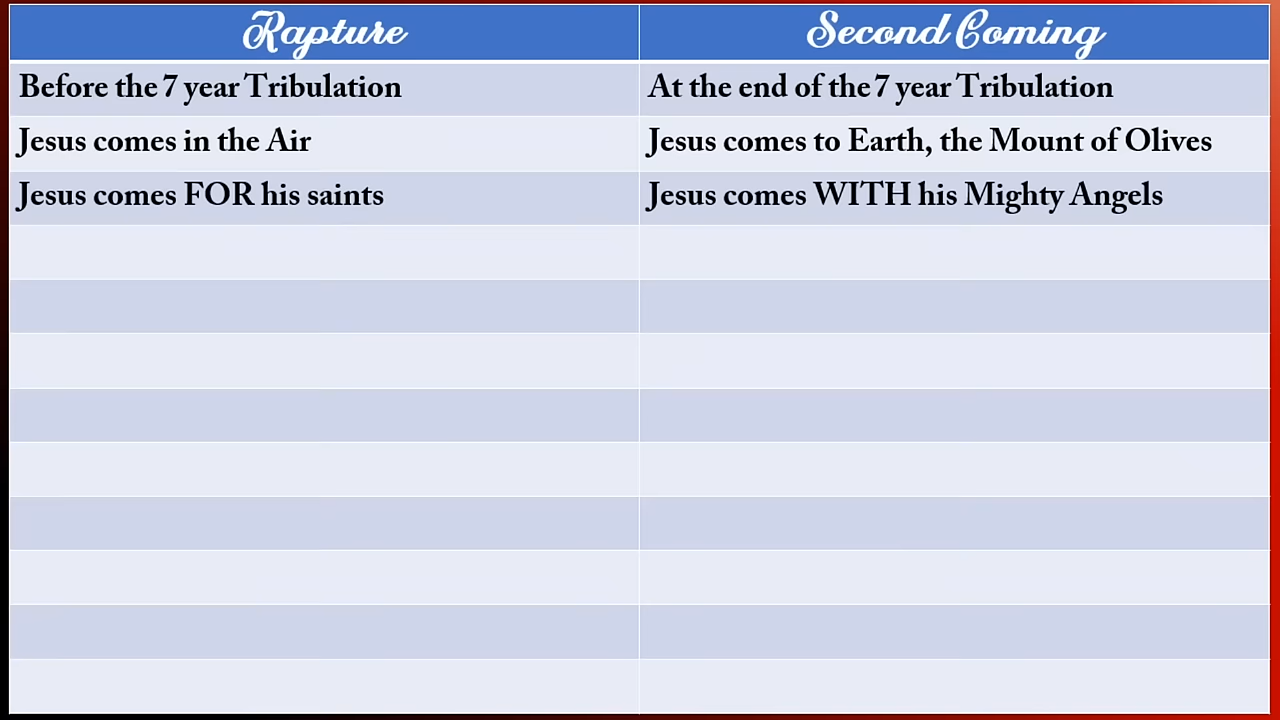 Rapture
Second Coming
Before the 7 year Tribulation
At the end of the 7 year Tribulation
Jesus comes in the Air
Jesus comes to Earth, the Mount of Olives
Jesus comes FOR his saints
Jesus comes WITH his Mighty Angels